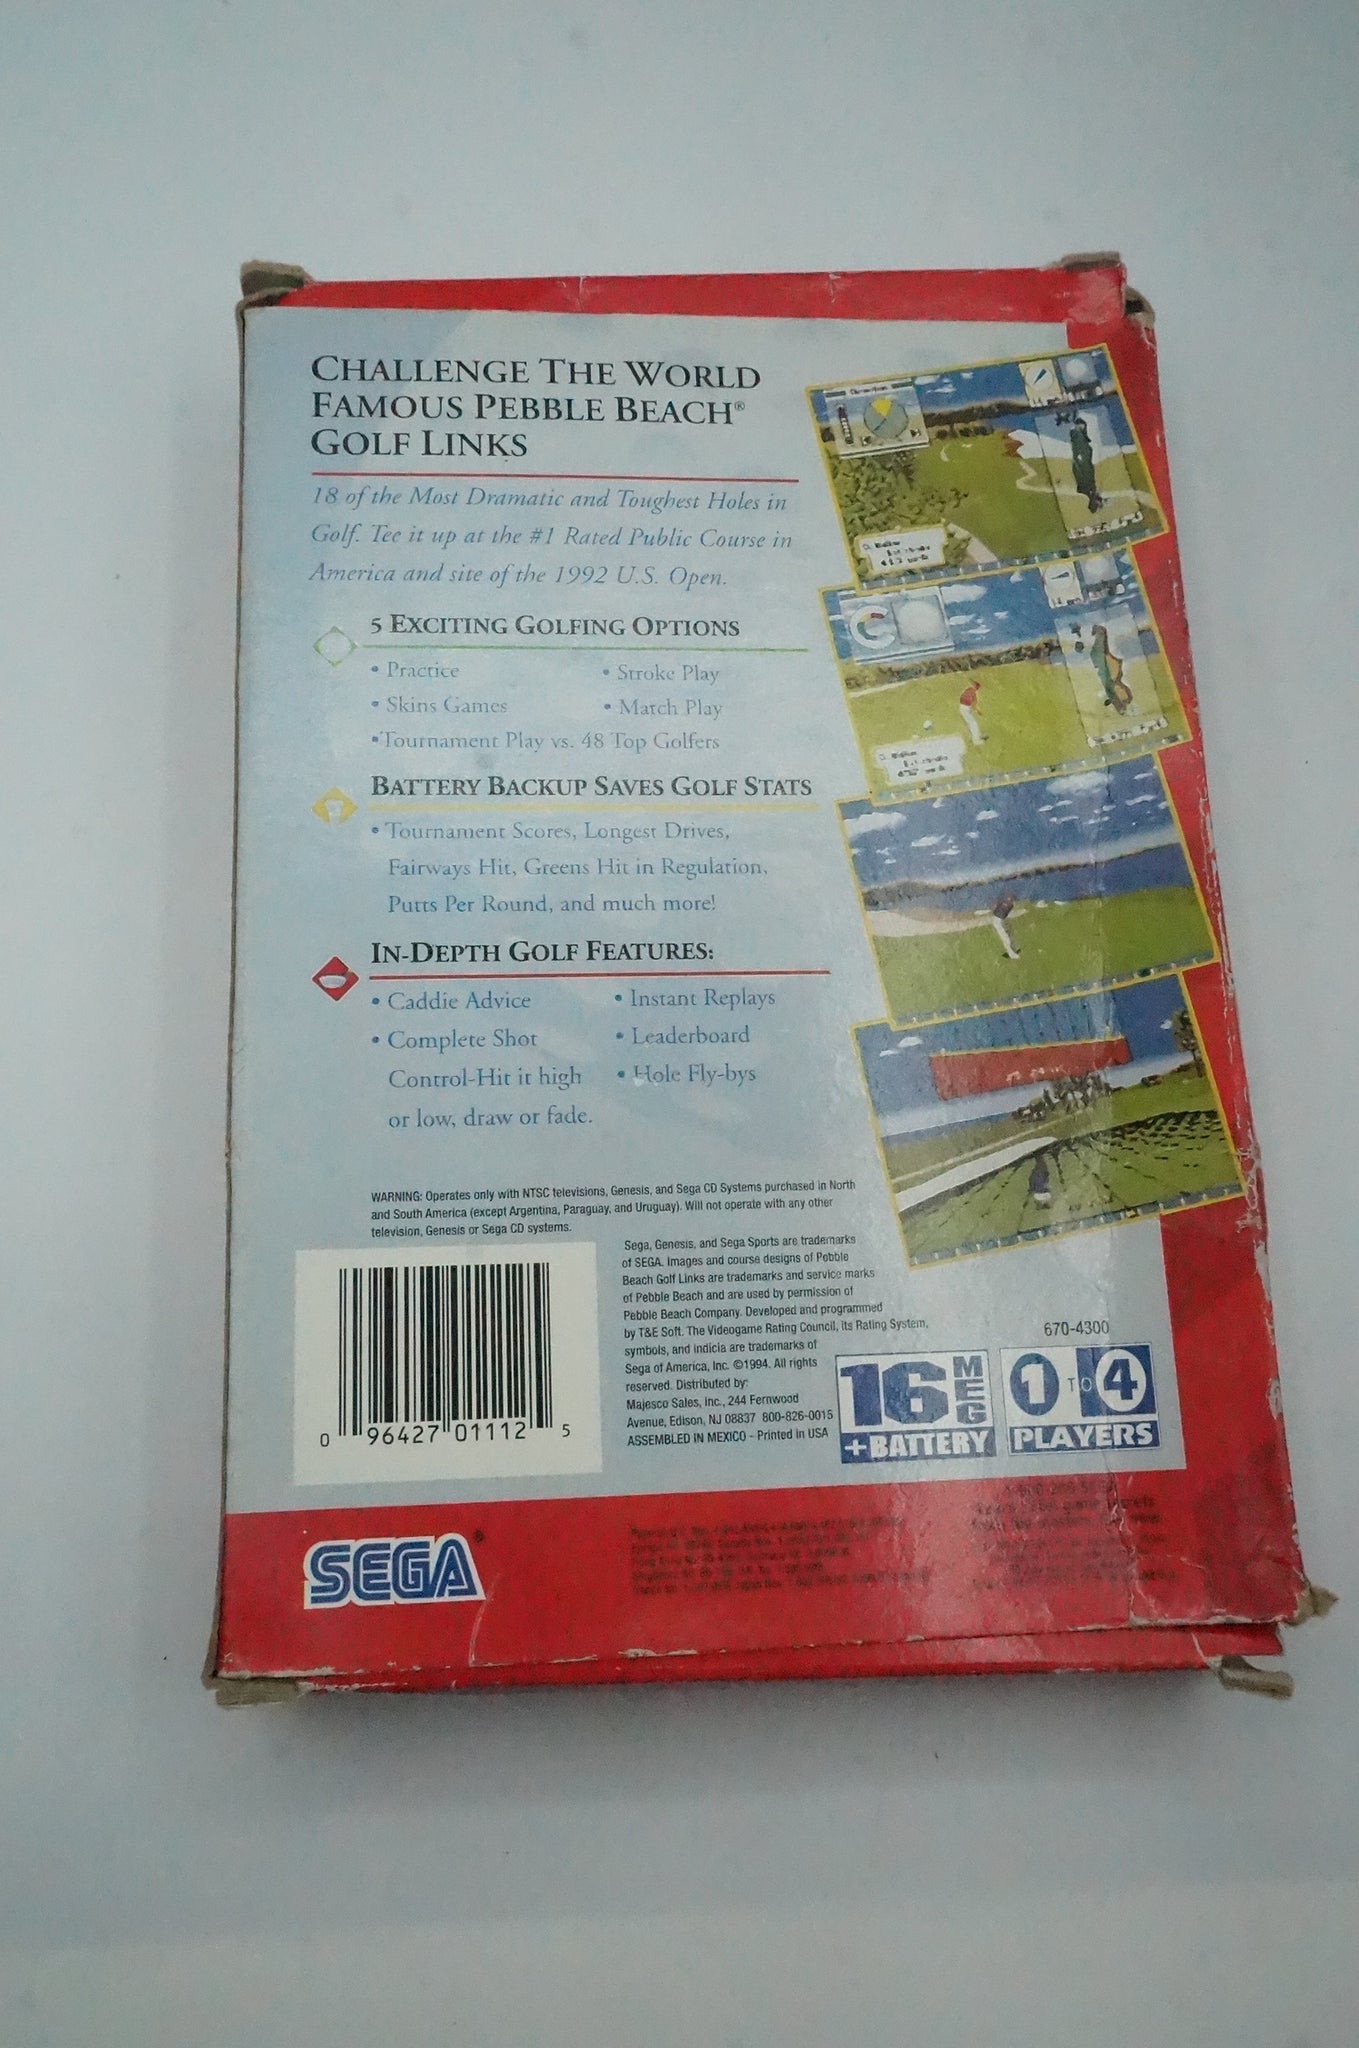 CHALLENGE THE WORLD
FAMOUS PEBBLE BEACH®
GOLF LINKS
18 of the Most Dramatic and Toughest Holes in
Golf. Tee it up at the #1 Rated Public Course in
America and site of the 1992 U.S. Open.
5 EXCITING GOLFING OPTIONS
• Practice
• Stroke Play
• Skins Games
• Match Play
•Tournament Play vs. 48 Top Golfers
BATTERY BACKUP SAVES GOLF STATS
• Tournament Scores, Longest Drives,
Fairways Hit, Greens Hit in Regulation,
Putts Per Round, and much more!
IN-DEPTH GOLF FEATURES:
• Caddie Advice
• Complete Shot
Control-Hit it high
or low, draw or fade.
• Instant Replays
• Leaderboard
• Hole Fly-bys
WARNING: Operates only with NTSC televisions, Genesis, and Sega CD Systems purchased in North
and South America (except Argentina, Paraguay, and Uruguay). Will not operate with any other
television, Genesis or Sega CD systems.
Sega, Genesis, and Sega Sports are trademarks
of SEGA. Images and course designs of Pebble
Beach Golf Links are trademarks and service marks
of Pebble Beach and are used by permission of
Pebble Beach Company. Developed and programmed
by T&E Soft. The Videogame Rating Council, its Rating System,
symbols, and indicia are trademarks of
Sega of America, Inc. ©1994. All rights
reserved. Distributed by:
Majesco Sales, Inc., 244 Fernwood
Avenue, Edison, NJ 08837 800-826-0015
ASSEMBLED IN MEXICO - Printed in USA
0 96427 01112 5
670-4300
16 MEG
+BATTERY
1 TO 4
PLAYERS
SEGA®